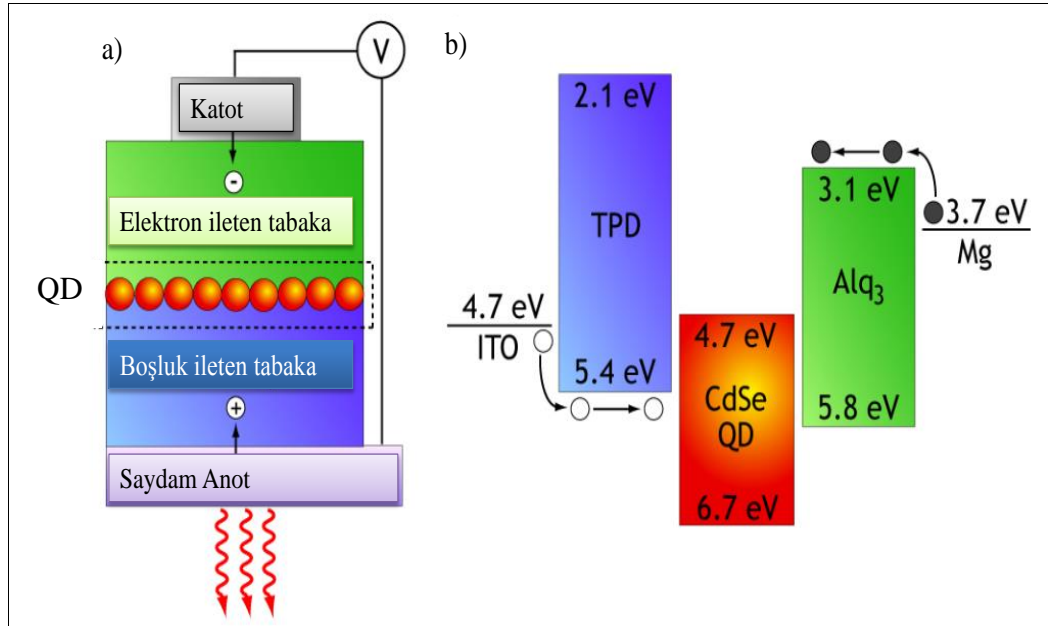 a)
V
Katot
-
Elektron ileten tabaka
QD
Boşluk ileten tabaka
+
Saydam Anot
b)
2.1 eV
TPD
5.4 eV
4.7 eV
ITO
4.7 eV
CdSe
QD
6.7 eV
3.1 eV
Alq₃
5.8 eV
3.7 eV
Mg